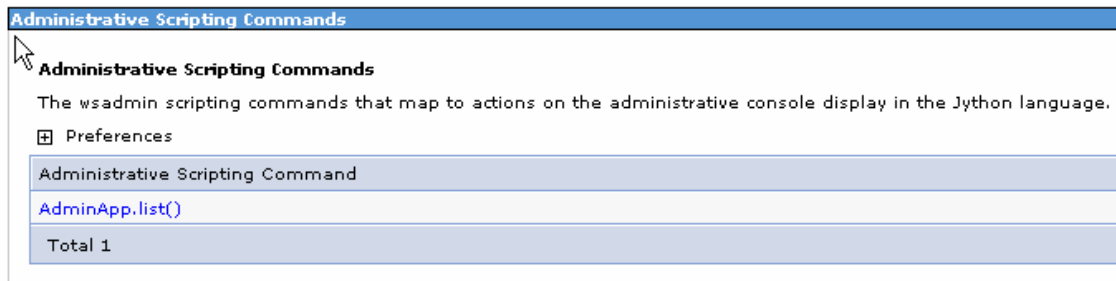 Administrative Scripting Commands
Administrative Scripting Commands
The wsadmin scripting commands that map to actions on the administrative console display in the Jython language.
Preferences
Administrative Scripting Command
AdminApp.list()
Total 1